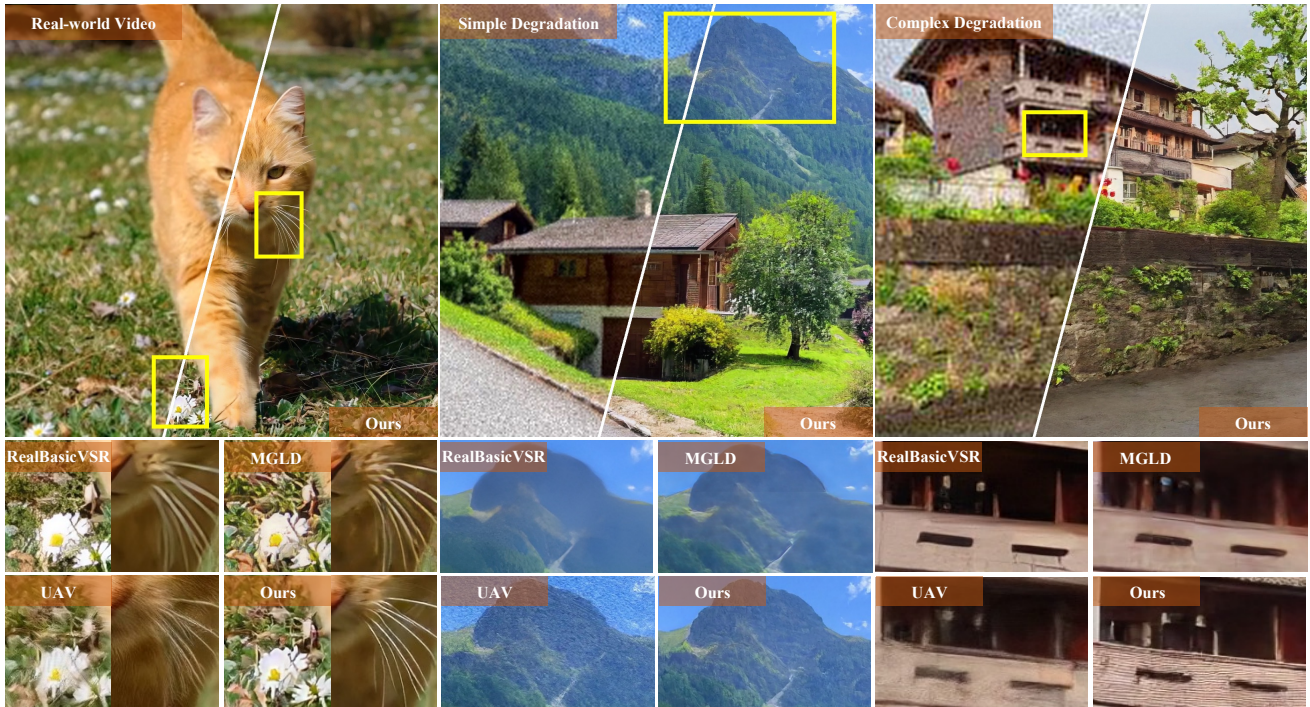 Real-world Video
Simple Degradation
Complex Degradation
Ours
Ours
Ours
RealBasicVSR
MGLD
RealBasicVSR
MGLD
RealBasicVSR
MGLD
UAV
Ours
UAV
Ours
UAV
Ours